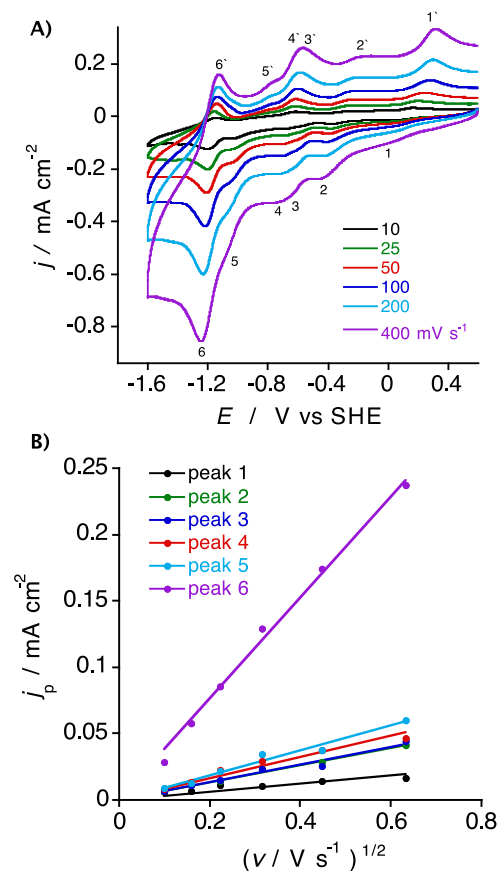 A)
1`
4` 3`
2`
6`
5`
0.2
0
-0.2
-0.4
-0.6
-0.8
j / mA cm-2
1
4
3
2
5
6
10
25
50
100
200
400 mV s-1
-1.6 -1.2 -0.8 -0.4 0 0.4
E / V vs SHE
B)
0.25
0.2
0.15
0.1
0.05
0
jp / mA cm-2
peak 1
peak 2
peak 3
peak 4
peak 5
peak 6
0 0.2 0.4 0.6 0.8
(v / V s-1 )1/2